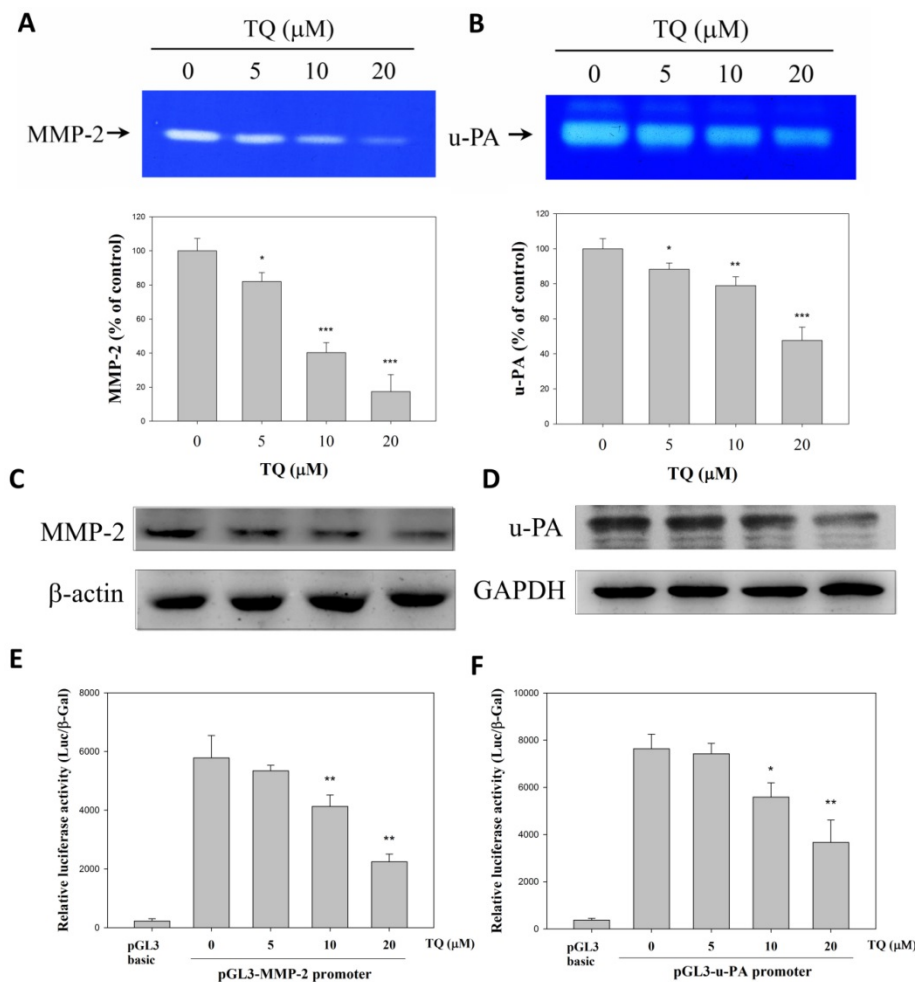 A
TQ (μM)
0 5 10 20
MMP-2
B
TQ (μM)
0 5 10 20
u-PA
MMP-2 (% of control)
120
100
80
60
40
20
0
*
***
***
0 5 10 20
TQ (μM)
u-PA (% of control)
120
100
80
60
40
20
0
*
**
***
0 5 10 20
TQ (μM)
C
MMP-2
β-actin
D
u-PA
GAPDH
E
Relative luciferase activity (Luc/β-Gal)
8000
6000
4000
2000
0
**
**
pGL3
basic
0 5 10 20 TQ (μM)
pGL3-MMP-2 promoter
F
Relative luciferase activity (Luc/β-Gal)
10000
8000
6000
4000
2000
0
*
**
pGL3
basic
0 5 10 20 TQ (μM)
pGL3-u-PA promoter